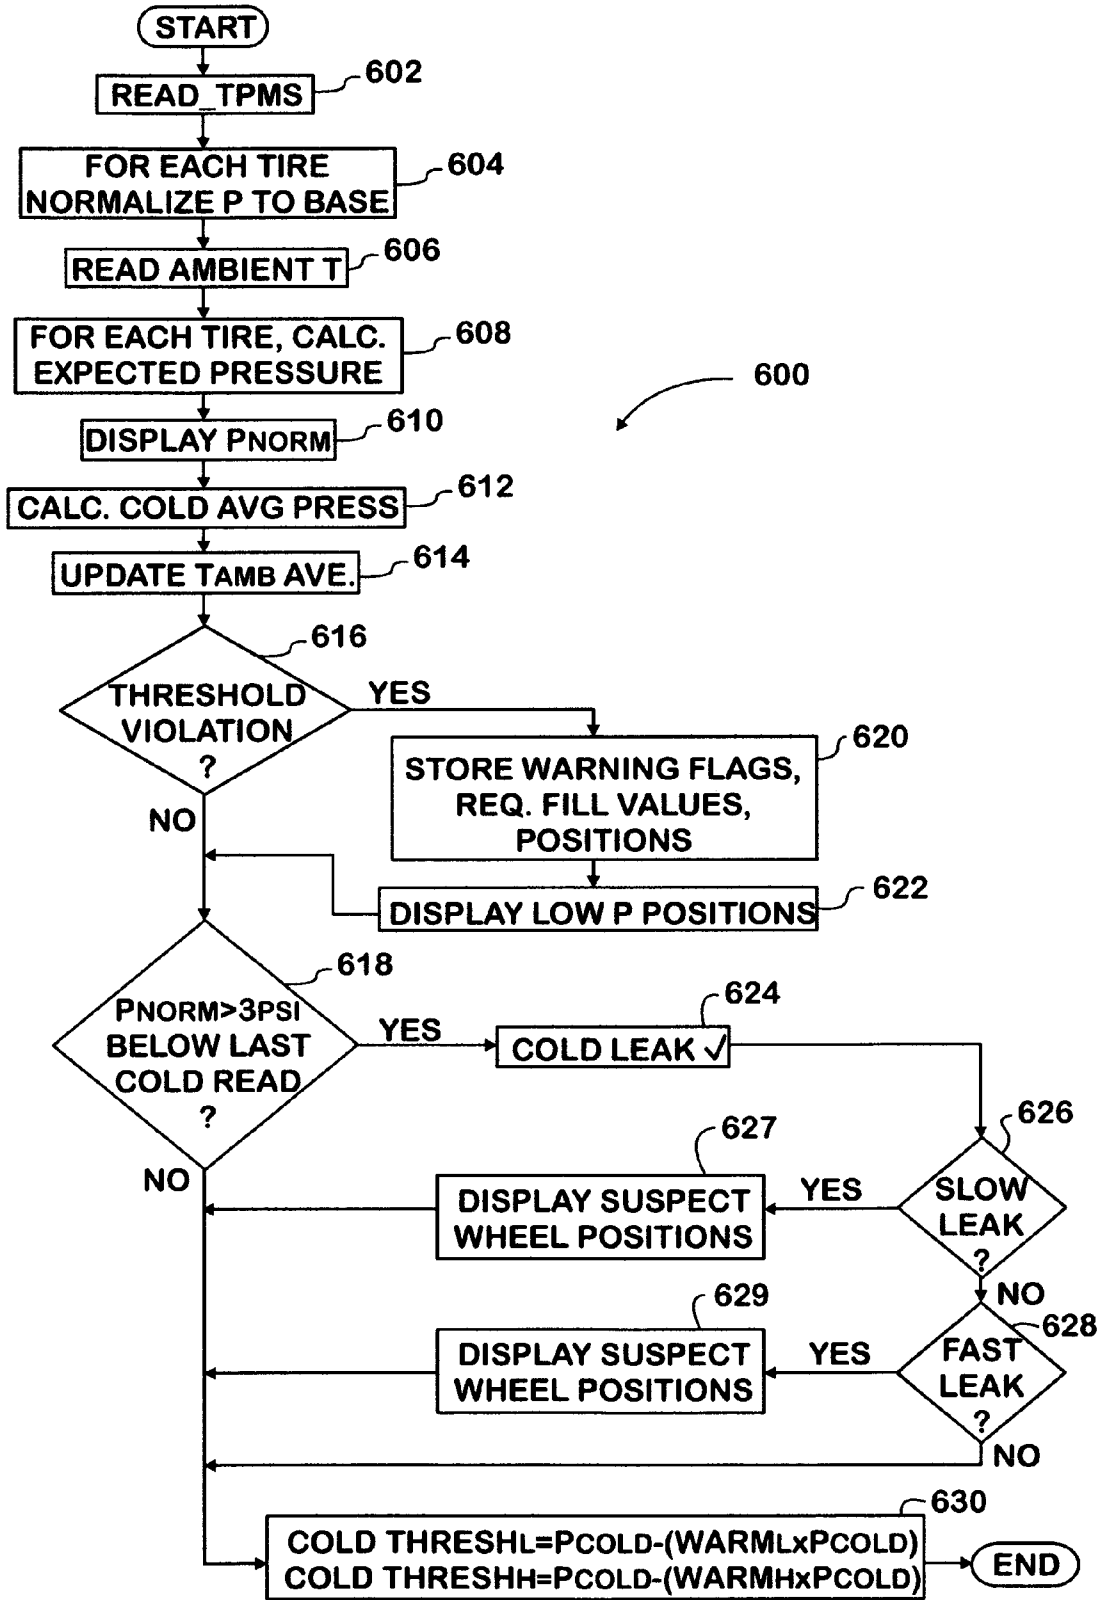 START
READ_TPMS
602
FOR EACH TIRE
NORMALIZE P TO BASE
604
READ AMBIENT T
606
FOR EACH TIRE, CALC.
EXPECTED PRESSURE
608
600
DISPLAY PNORM
610
CALC. COLD AVG PRESS
612
UPDATE TAMB AVE.
614
616
THRESHOLD
VIOLATION
?
YES
NO
620
STORE WARNING FLAGS,
REQ. FILL VALUES,
POSITIONS
622
DISPLAY LOW P POSITIONS
618
PNORM>3PSI
BELOW LAST
COLD READ
?
YES
NO
624
COLD LEAK ✓
626
SLOW
LEAK
?
YES
NO
627
DISPLAY SUSPECT
WHEEL POSITIONS
628
FAST
LEAK
?
YES
NO
629
DISPLAY SUSPECT
WHEEL POSITIONS
630
COLD THRESHL=PCOLD-(WARMLxPCOLD)
COLD THRESHH=PCOLD-(WARMHxPCOLD)
END